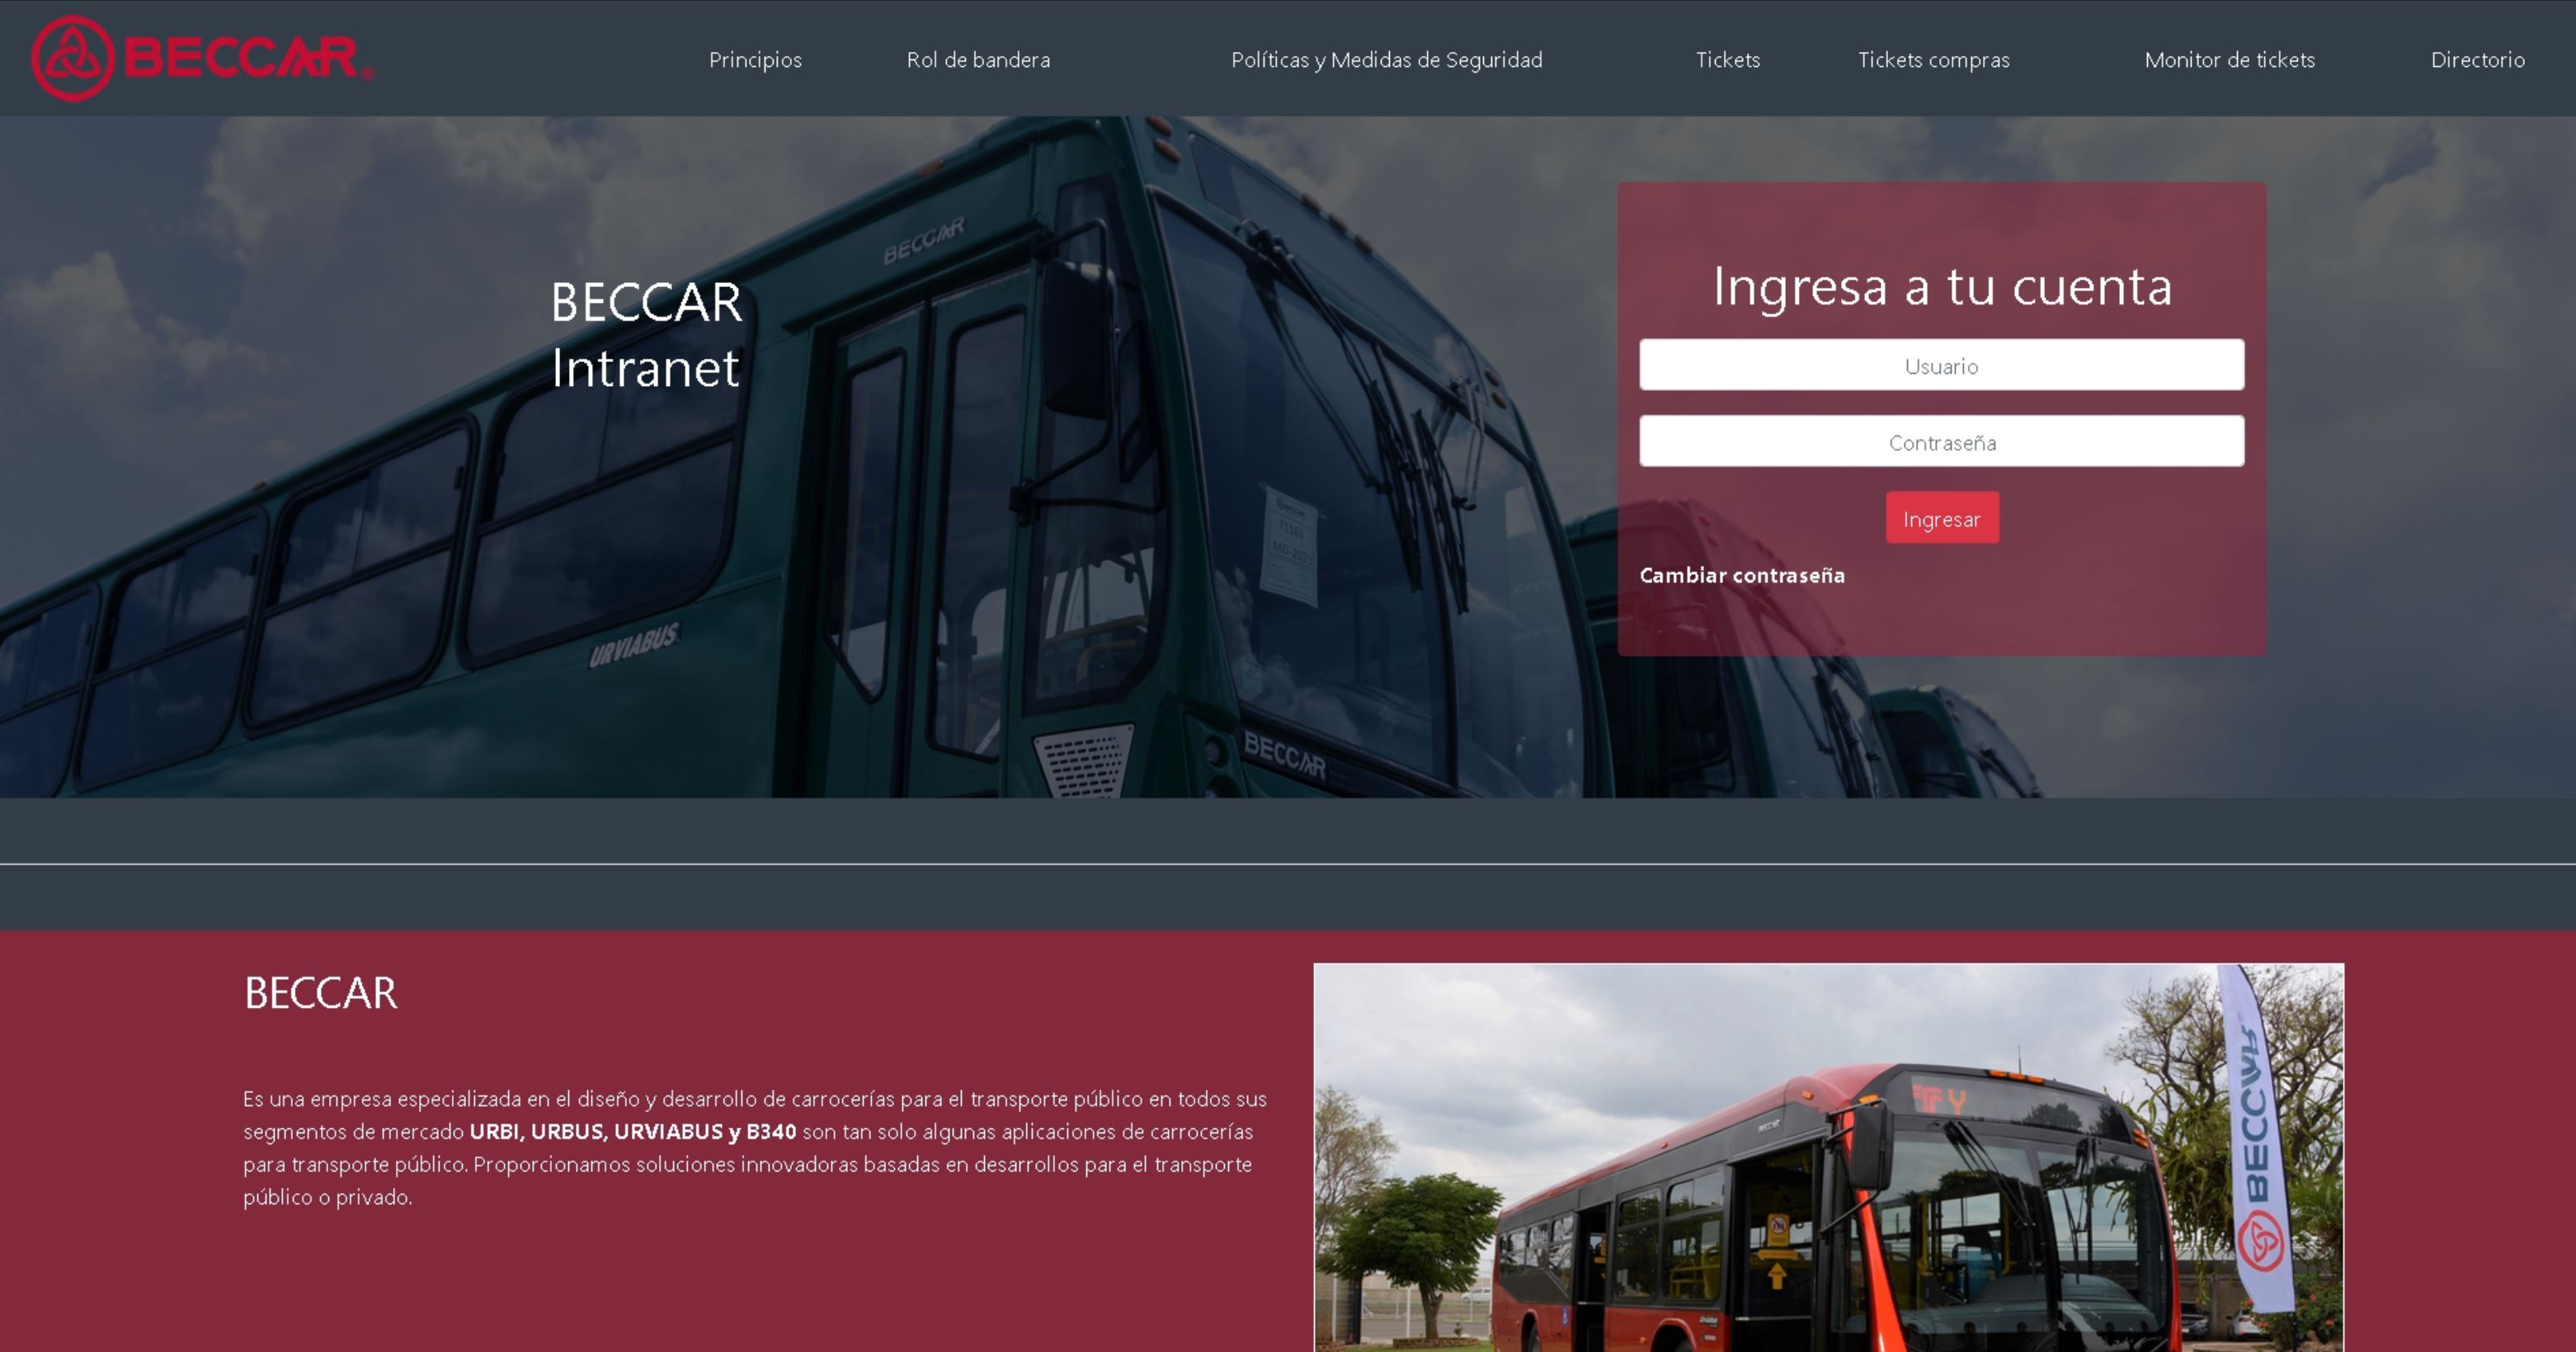 BECCAR®
Principios
Rol de bandera
Políticas y Medidas de Seguridad
Tickets
Tickets compras
Monitor de tickets
Directorio
BECCAR
Intranet
BECCAR
URVIABUS
BECCAR
Ingresa a tu cuenta
Usuario
Contraseña
Ingresar
Cambiar contraseña
BECCAR
Es una empresa especializada en el diseño y desarrollo de carrocerías para el transporte público en todos sus
segmentos de mercado URBI, URBUS, URVIABUS y B340 son tan solo algunas aplicaciones de carrocerías
para transporte público. Proporcionamos soluciones innovadoras basadas en desarrollos para el transporte
público o privado.
BECCAR